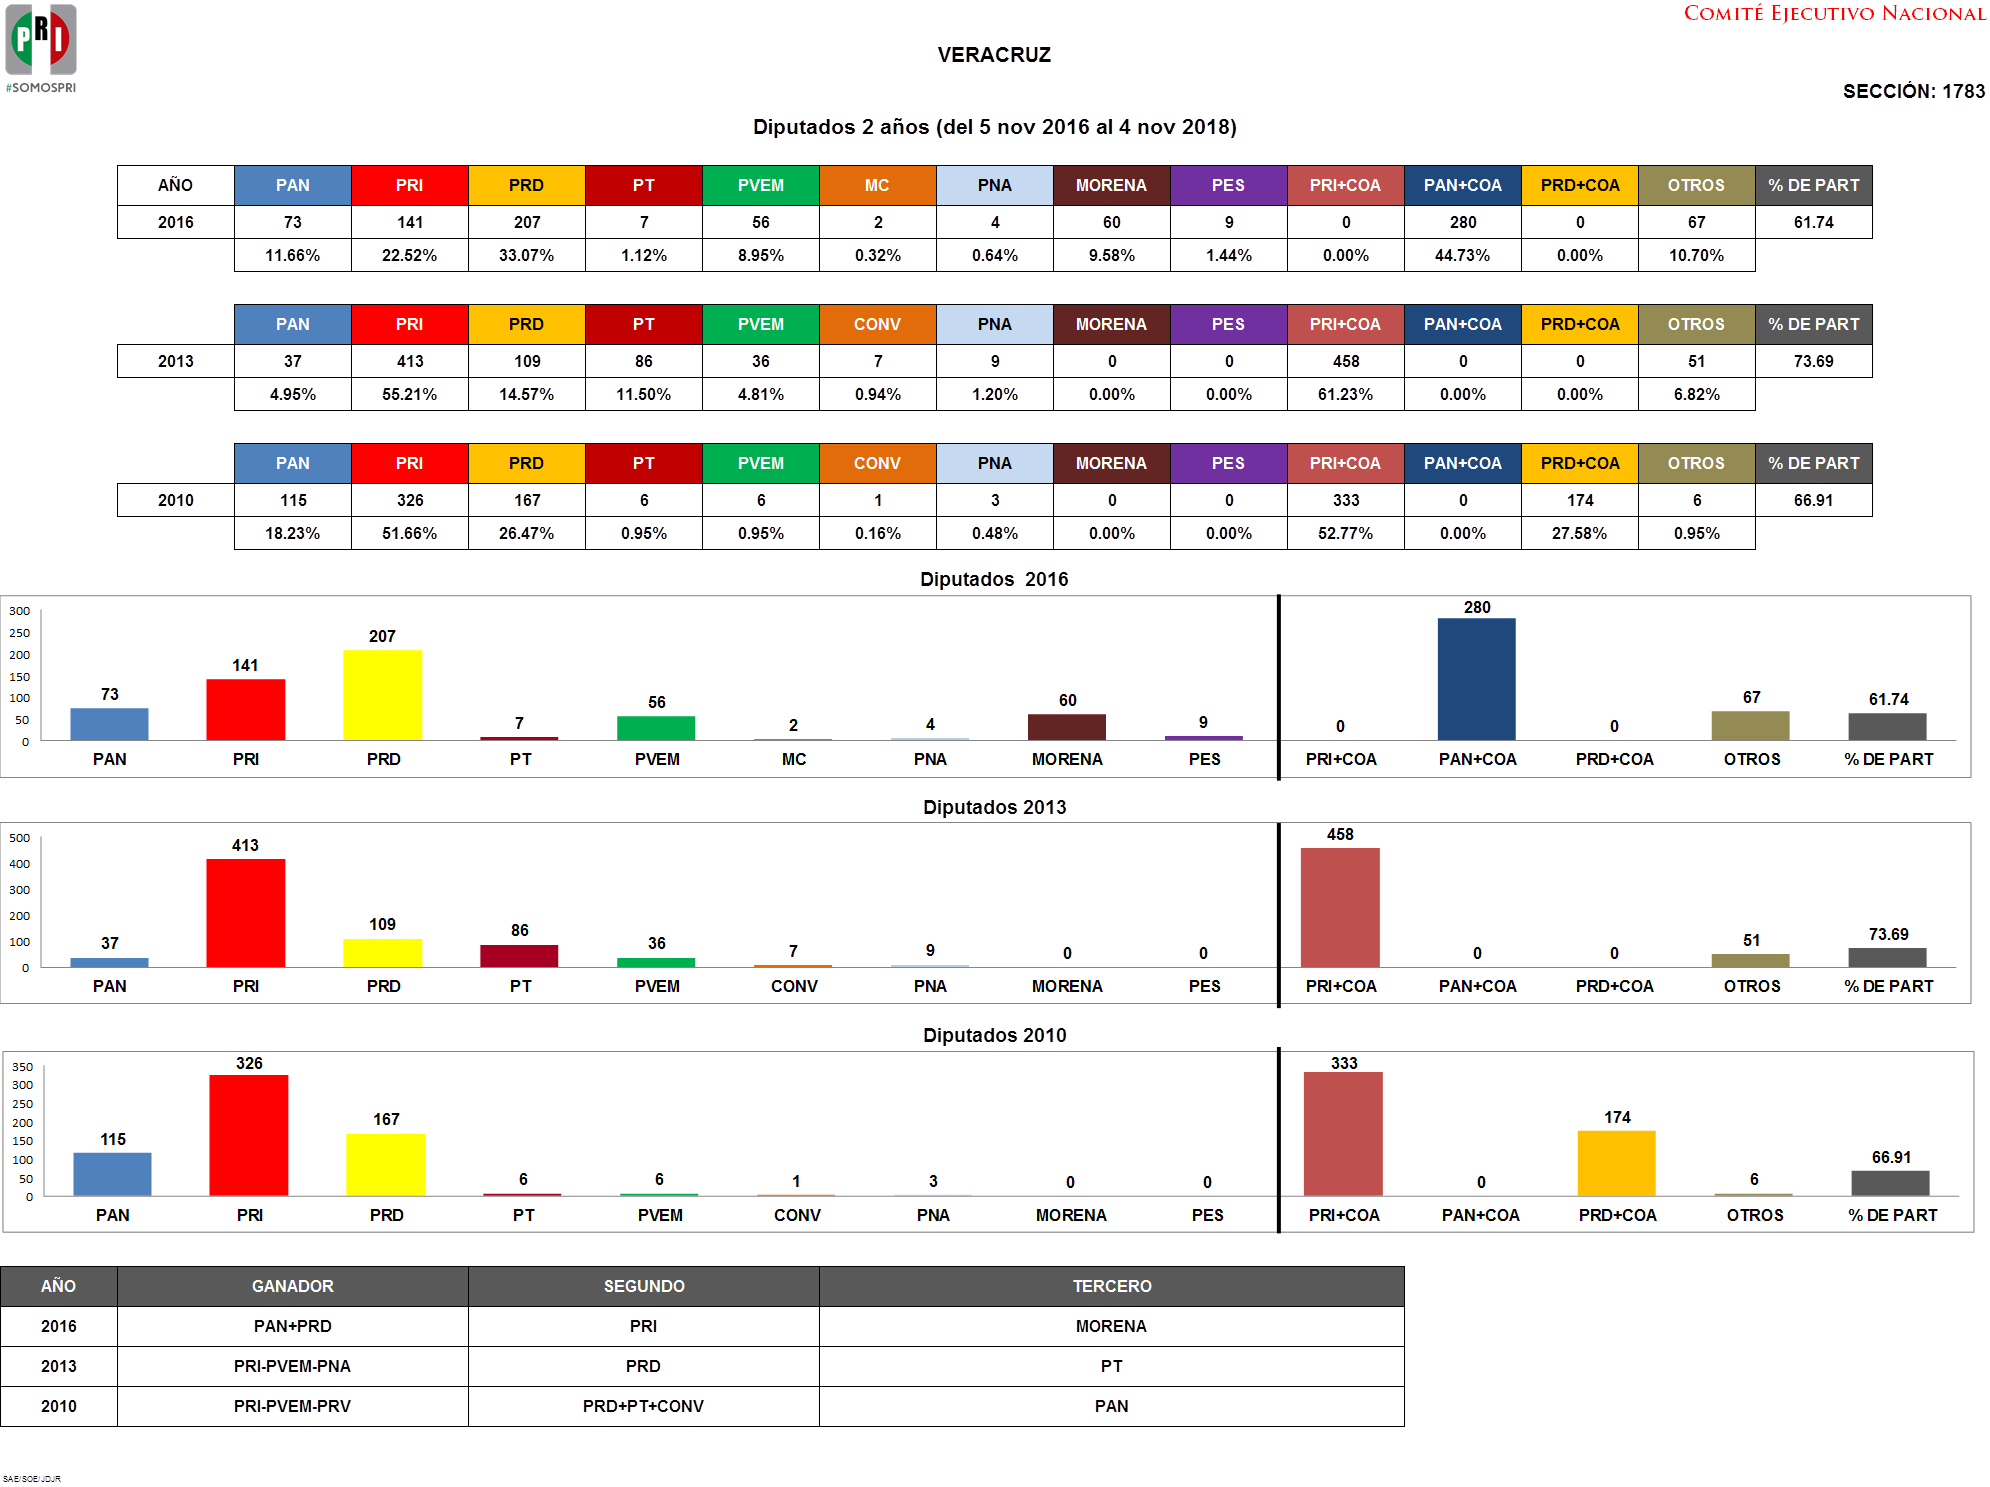 PRI
#SOMOSPRI
COMITÉ EJECUTIVO NACIONAL
VERACRUZ
SECCIÓN: 1783
Diputados 2 años (del 5 nov 2016 al 4 nov 2018)
AÑO PAN PRI PRD PT PVEM MC PNA MORENA PES PRI+COA PAN+COA PRD+COA OTROS % DE PART
2016 73 141 207 7 56 2 4 60 9 0 280 0 67 61.74
11.66% 22.52% 33.07% 1.12% 8.95% 0.32% 0.64% 9.58% 1.44% 0.00% 44.73% 0.00% 10.70%
PAN PRI PRD PT PVEM CONV PNA MORENA PES PRI+COA PAN+COA PRD+COA OTROS % DE PART
2013 37 413 109 86 36 7 9 0 0 458 0 0 51 73.69
4.95% 55.21% 14.57% 11.50% 4.81% 0.94% 1.20% 0.00% 0.00% 61.23% 0.00% 0.00% 6.82%
PAN PRI PRD PT PVEM CONV PNA MORENA PES PRI+COA PAN+COA PRD+COA OTROS % DE PART
2010 115 326 167 6 6 1 3 0 0 333 0 174 6 66.91
18.23% 51.66% 26.47% 0.95% 0.95% 0.16% 0.48% 0.00% 0.00% 52.77% 0.00% 27.58% 0.95%
Diputados 2016
300
250
200
150
100
50
0
73 141 207 7 56 2 4 60 9 0 280 0 67 61.74
PAN PRI PRD PT PVEM MC PNA MORENA PES PRI+COA PAN+COA PRD+COA OTROS % DE PART
Diputados 2013
500
400
300
200
100
0
37 413 109 86 36 7 9 0 0 458 0 0 51 73.69
PAN PRI PRD PT PVEM CONV PNA MORENA PES PRI+COA PAN+COA PRD+COA OTROS % DE PART
Diputados 2010
350
300
250
200
150
100
50
0
115 326 167 6 6 1 3 0 0 333 0 174 6 66.91
PAN PRI PRD PT PVEM CONV PNA MORENA PES PRI+COA PAN+COA PRD+COA OTROS % DE PART
AÑO GANADOR SEGUNDO TERCERO
2016 PAN+PRD PRI MORENA
2013 PRI-PVEM-PNA PRD PT
2010 PRI-PVEM-PRV PRD+PT+CONV PAN
SAE/SOE/JDJR